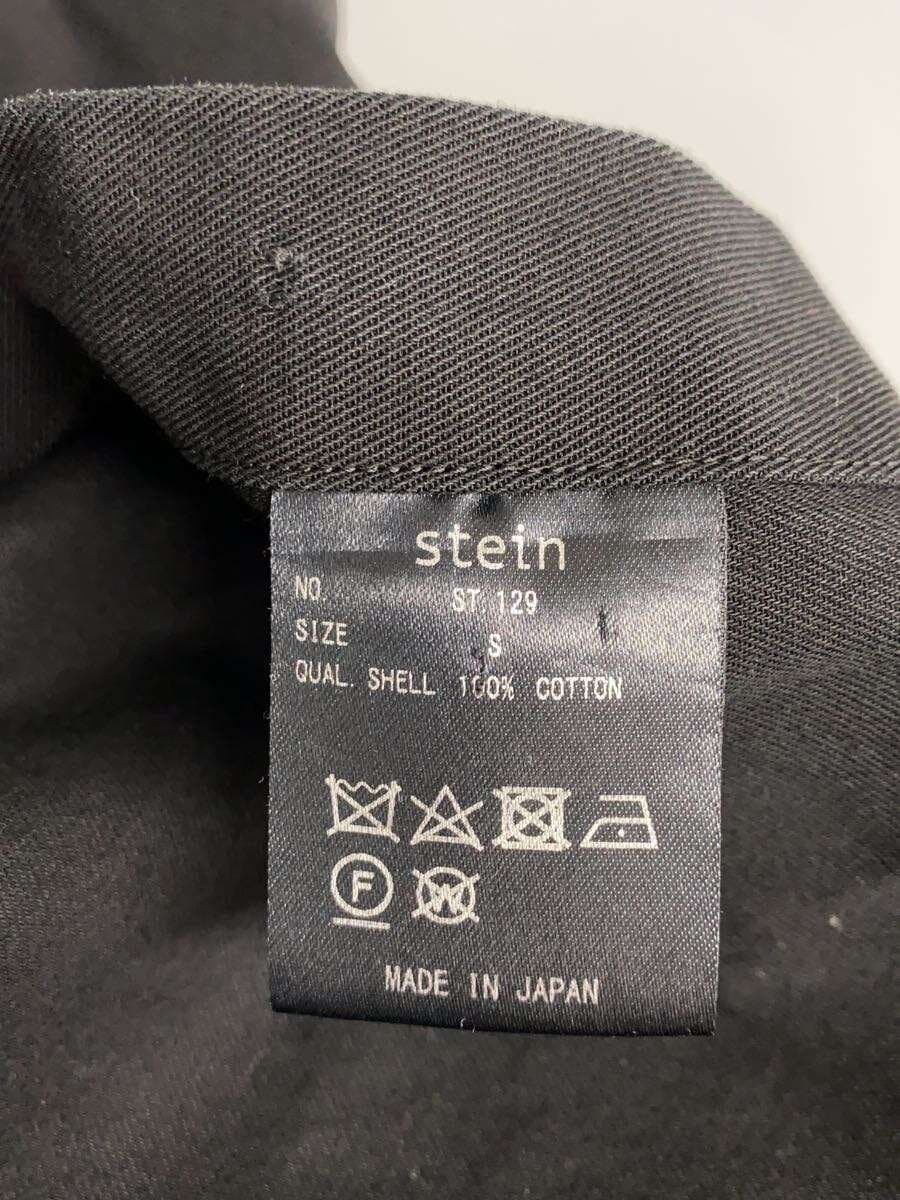 stein
NO. ST.129
SIZE S
QUAL. SHELL 100% COTTON
F W
MADE IN JAPAN